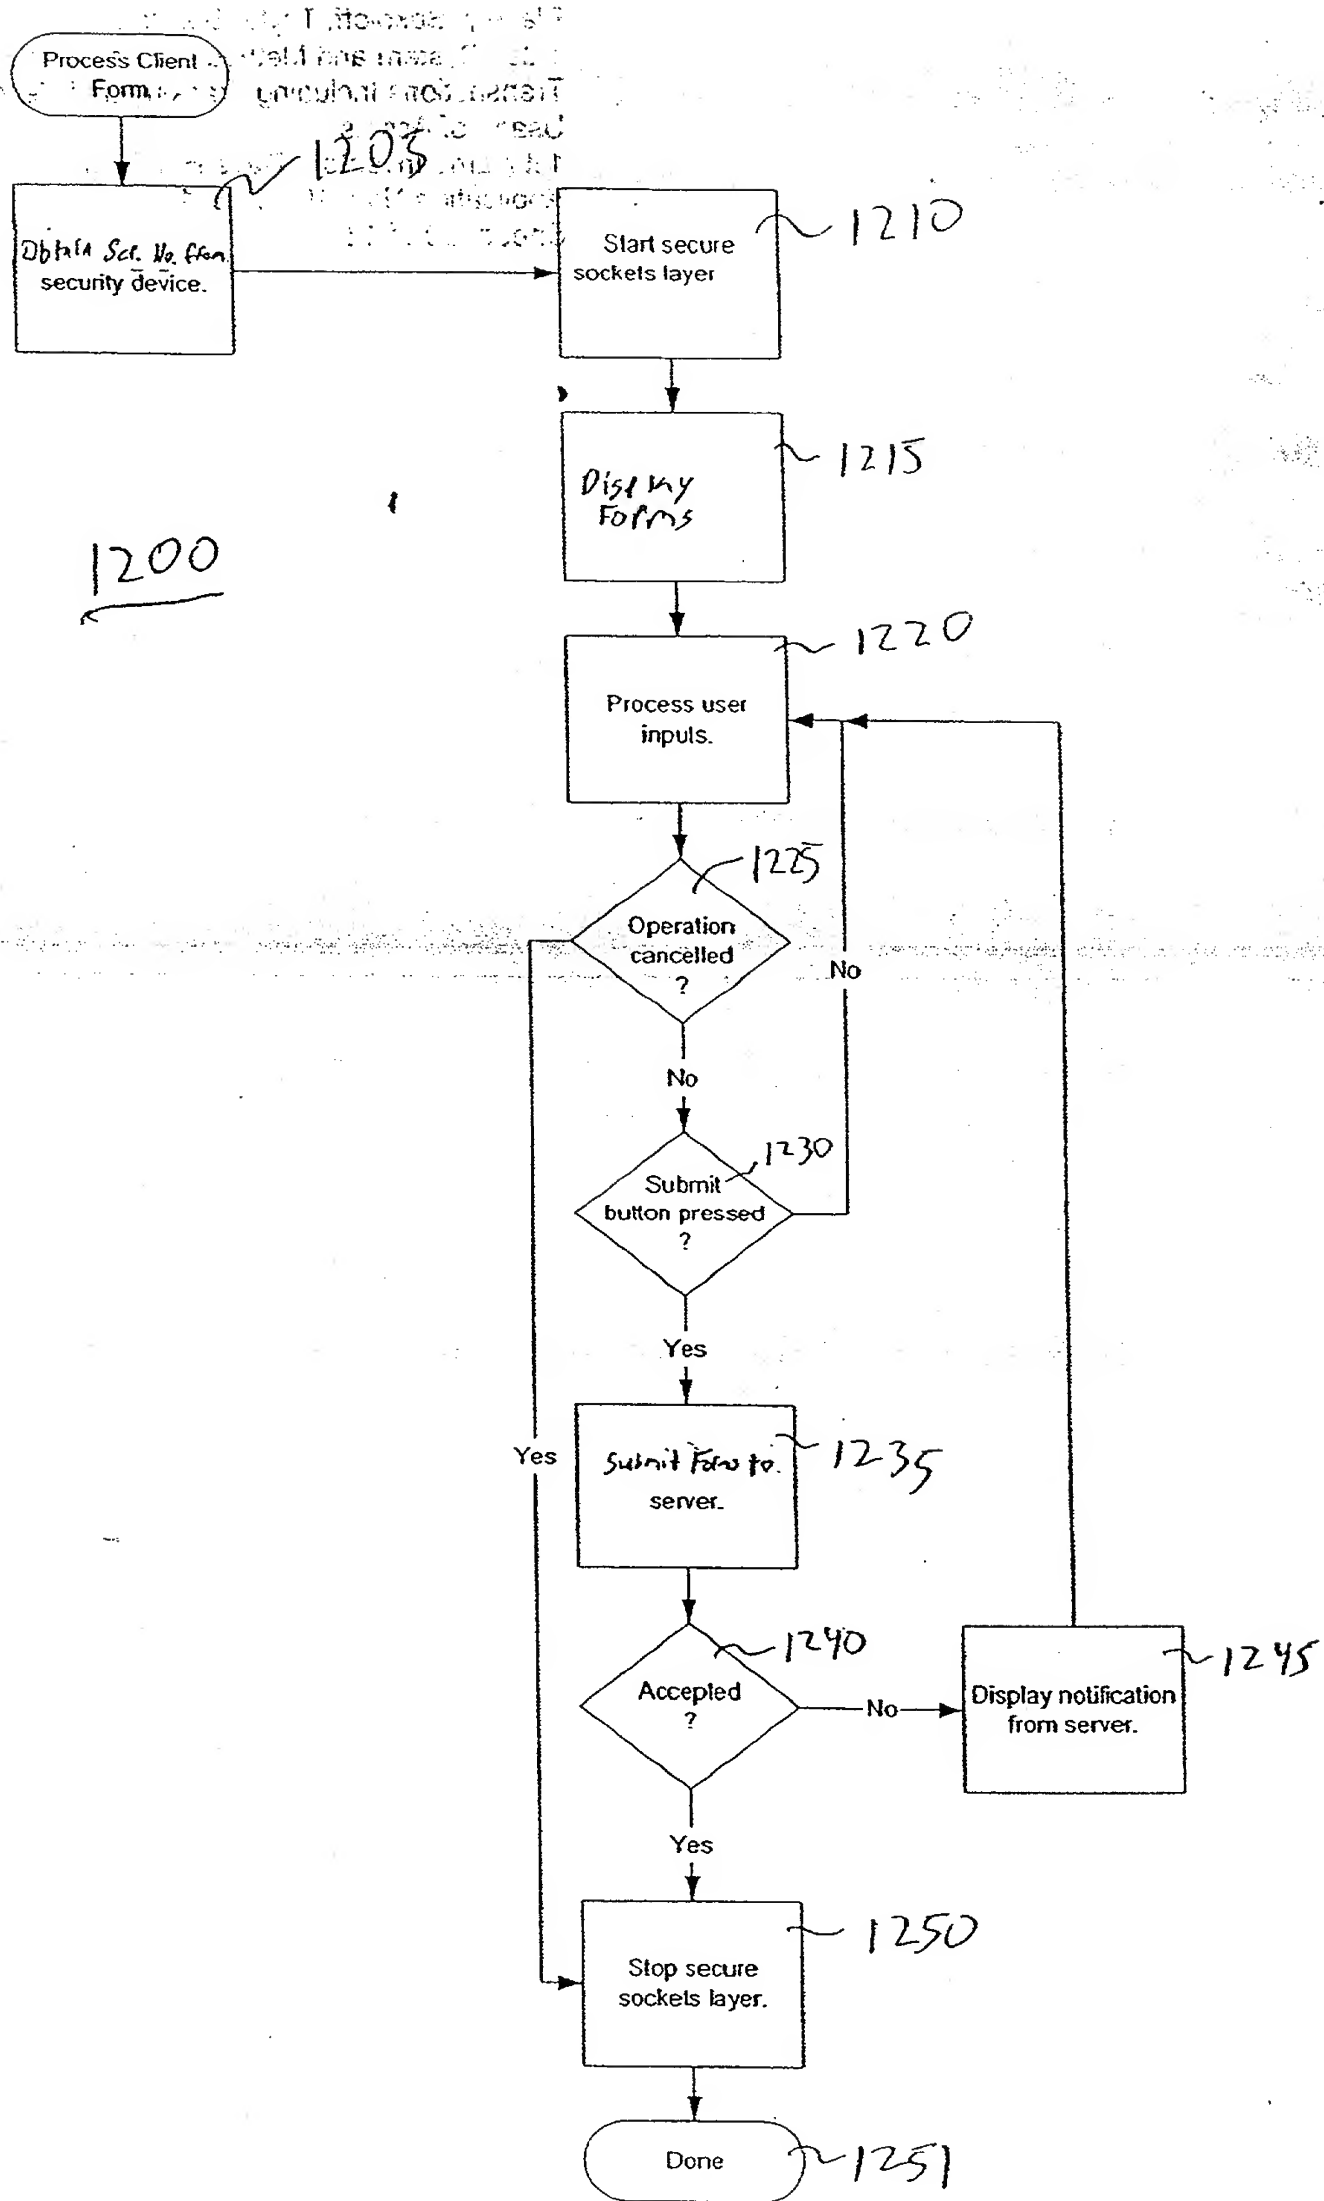 Process Client
Form
1203
Obtain Ser. No. from
security device.
Start secure
sockets layer
1210
Display
Forms
1215
1200
Process user
inputs.
1220
Operation
cancelled
?
1225
No
No
Submit
button pressed
?
1230
Yes
Yes
Submit Form to
server.
1235
Accepted
?
1240
No
Display notification
from server.
1245
Yes
Stop secure
sockets layer.
1250
Done
1251